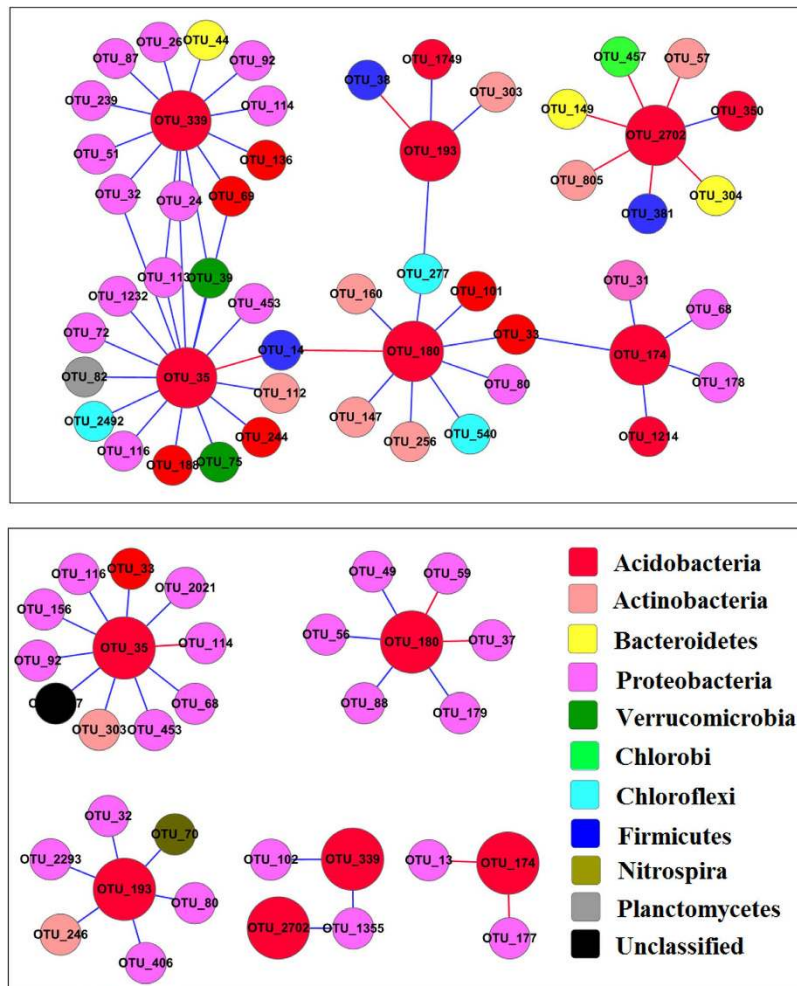 OTU_26
OTU_44
OTU_87
OTU_92
OTU_239
OTU_114
OTU_339
OTU_51
OTU_136
OTU_32
OTU_24
OTU_69
OTU_38
OTU_1749
OTU_303
OTU_193
OTU_457
OTU_57
OTU_149
OTU_350
OTU_2702
OTU_805
OTU_381
OTU_304
OTU_113
OTU_39
OTU_1232
OTU_453
OTU_72
OTU_14
OTU_82
OTU_35
OTU_112
OTU_2492
OTU_116
OTU_188
OTU_75
OTU_244
OTU_277
OTU_160
OTU_101
OTU_180
OTU_33
OTU_80
OTU_147
OTU_256
OTU_540
OTU_31
OTU_68
OTU_174
OTU_178
OTU_1214
OTU_116
OTU_33
OTU_2021
OTU_156
OTU_35
OTU_114
OTU_92
OTU_68
OTU_303
OTU_453
OTU_49
OTU_59
OTU_56
OTU_180
OTU_37
OTU_88
OTU_179
OTU_32
OTU_70
OTU_2293
OTU_193
OTU_80
OTU_246
OTU_406
OTU_102
OTU_339
OTU_2702
OTU_1355
OTU_13
OTU_174
OTU_177
Acidobacteria
Actinobacteria
Bacteroidetes
Proteobacteria
Verrucomicrobia
Chlorobi
Chloroflexi
Firmicutes
Nitrospira
Planctomycetes
Unclassified